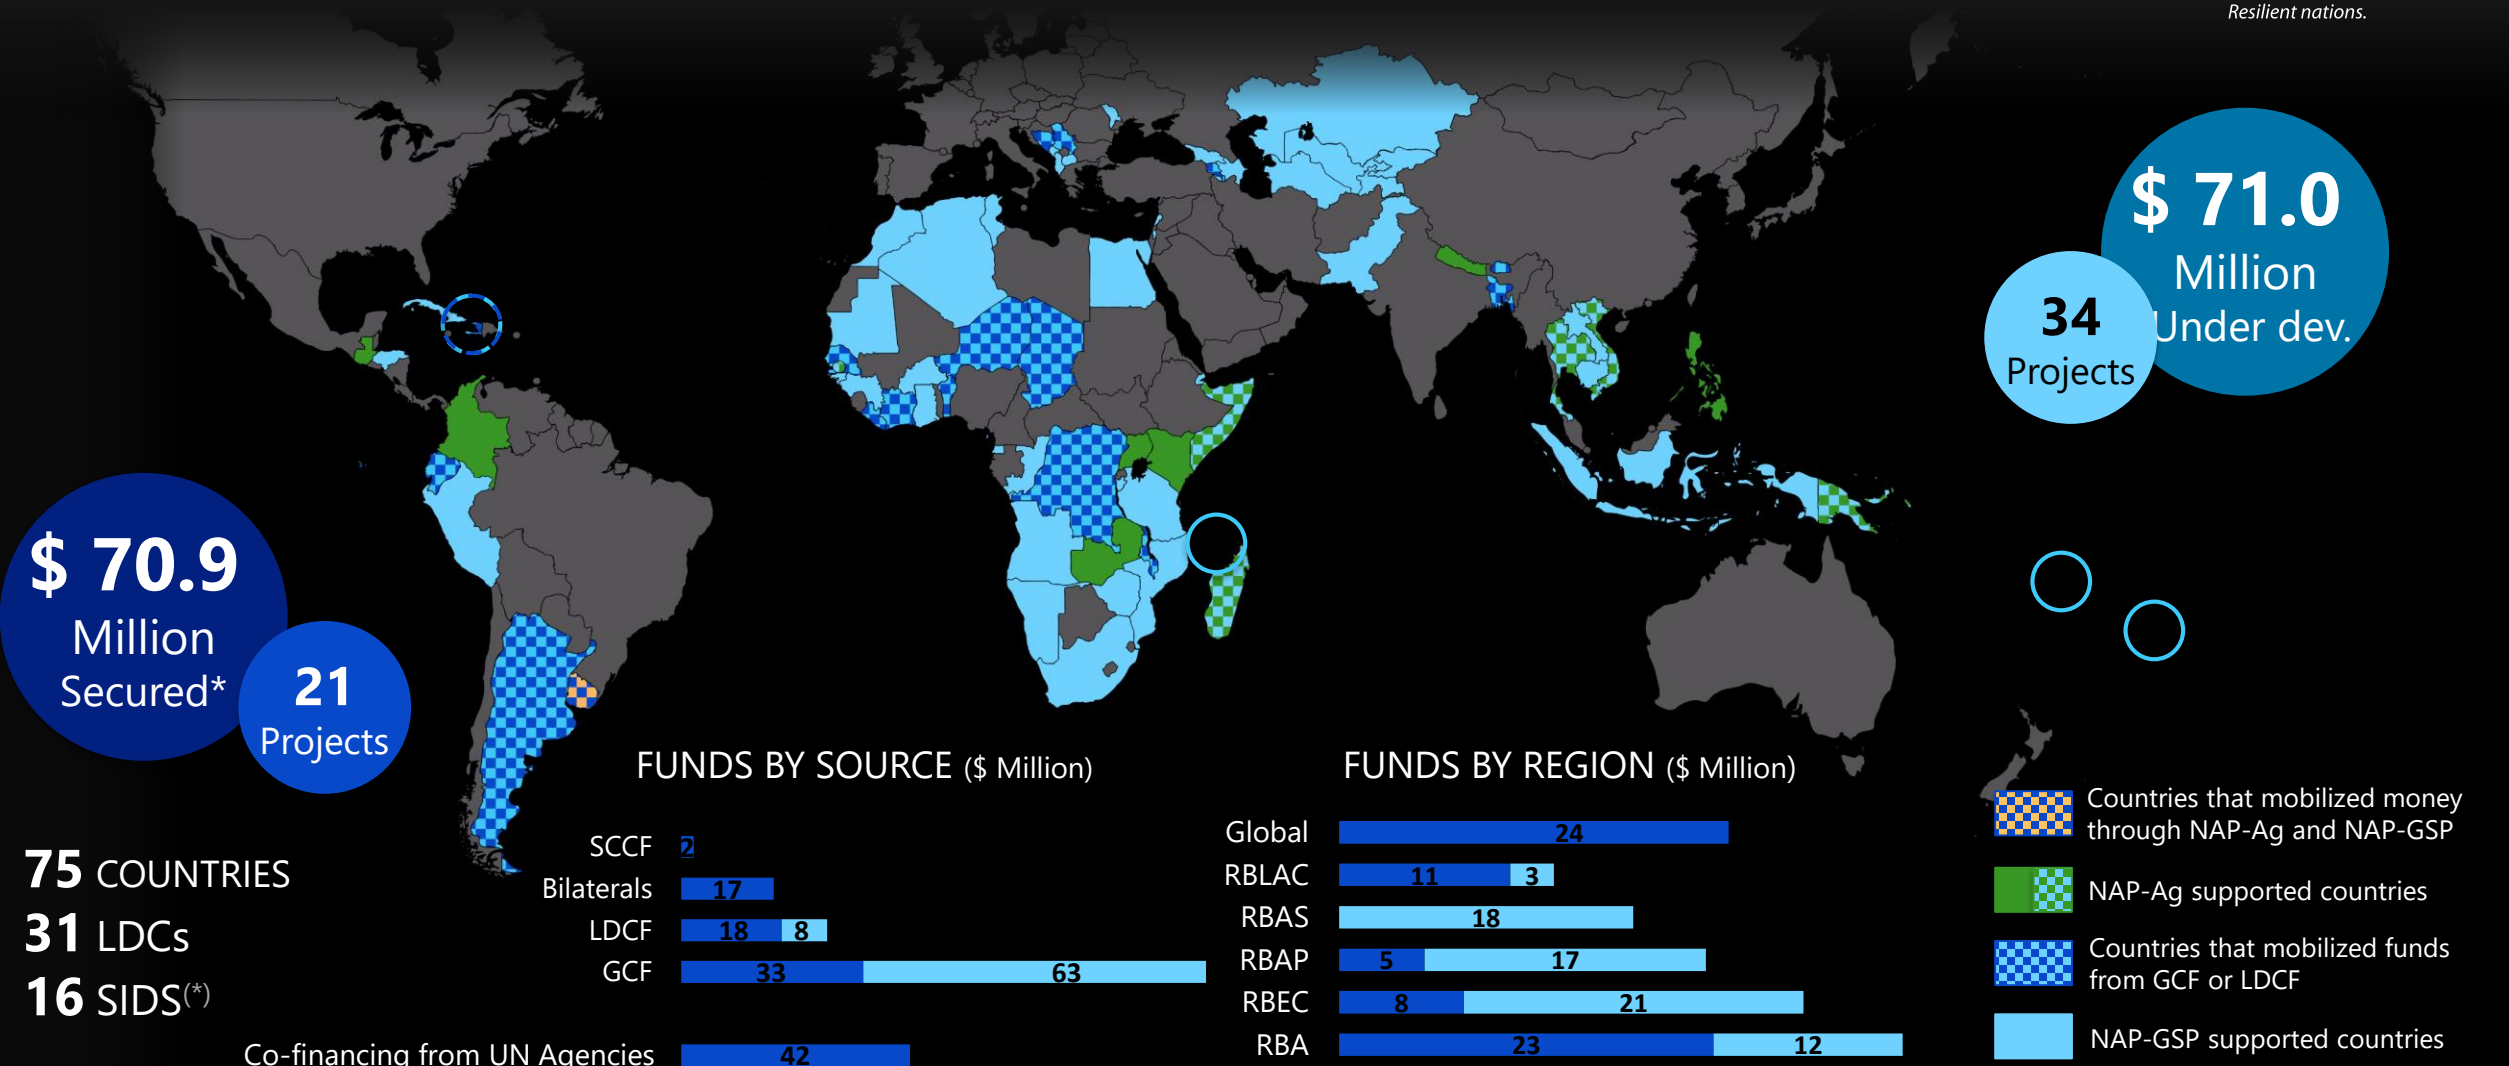 Resilient nations.
$ 71.0
Million
Under dev.
34
Projects
$ 70.9
Million
Secured*
21
Projects
75 COUNTRIES
31 LDCs
16 SIDS(*)
FUNDS BY SOURCE ($ Million)
SCCF 2
Bilaterals 17
LDCF 18 8
GCF 33 63
Co-financing from UN Agencies 42
FUNDS BY REGION ($ Million)
Global 24
RBLAC 11 3
RBAS 18
RBAP 5 17
RBEC 8 21
RBA 23 12
Countries that mobilized money
through NAP-Ag and NAP-GSP
NAP-Ag supported countries
Countries that mobilized funds
from GCF or LDCF
NAP-GSP supported countries